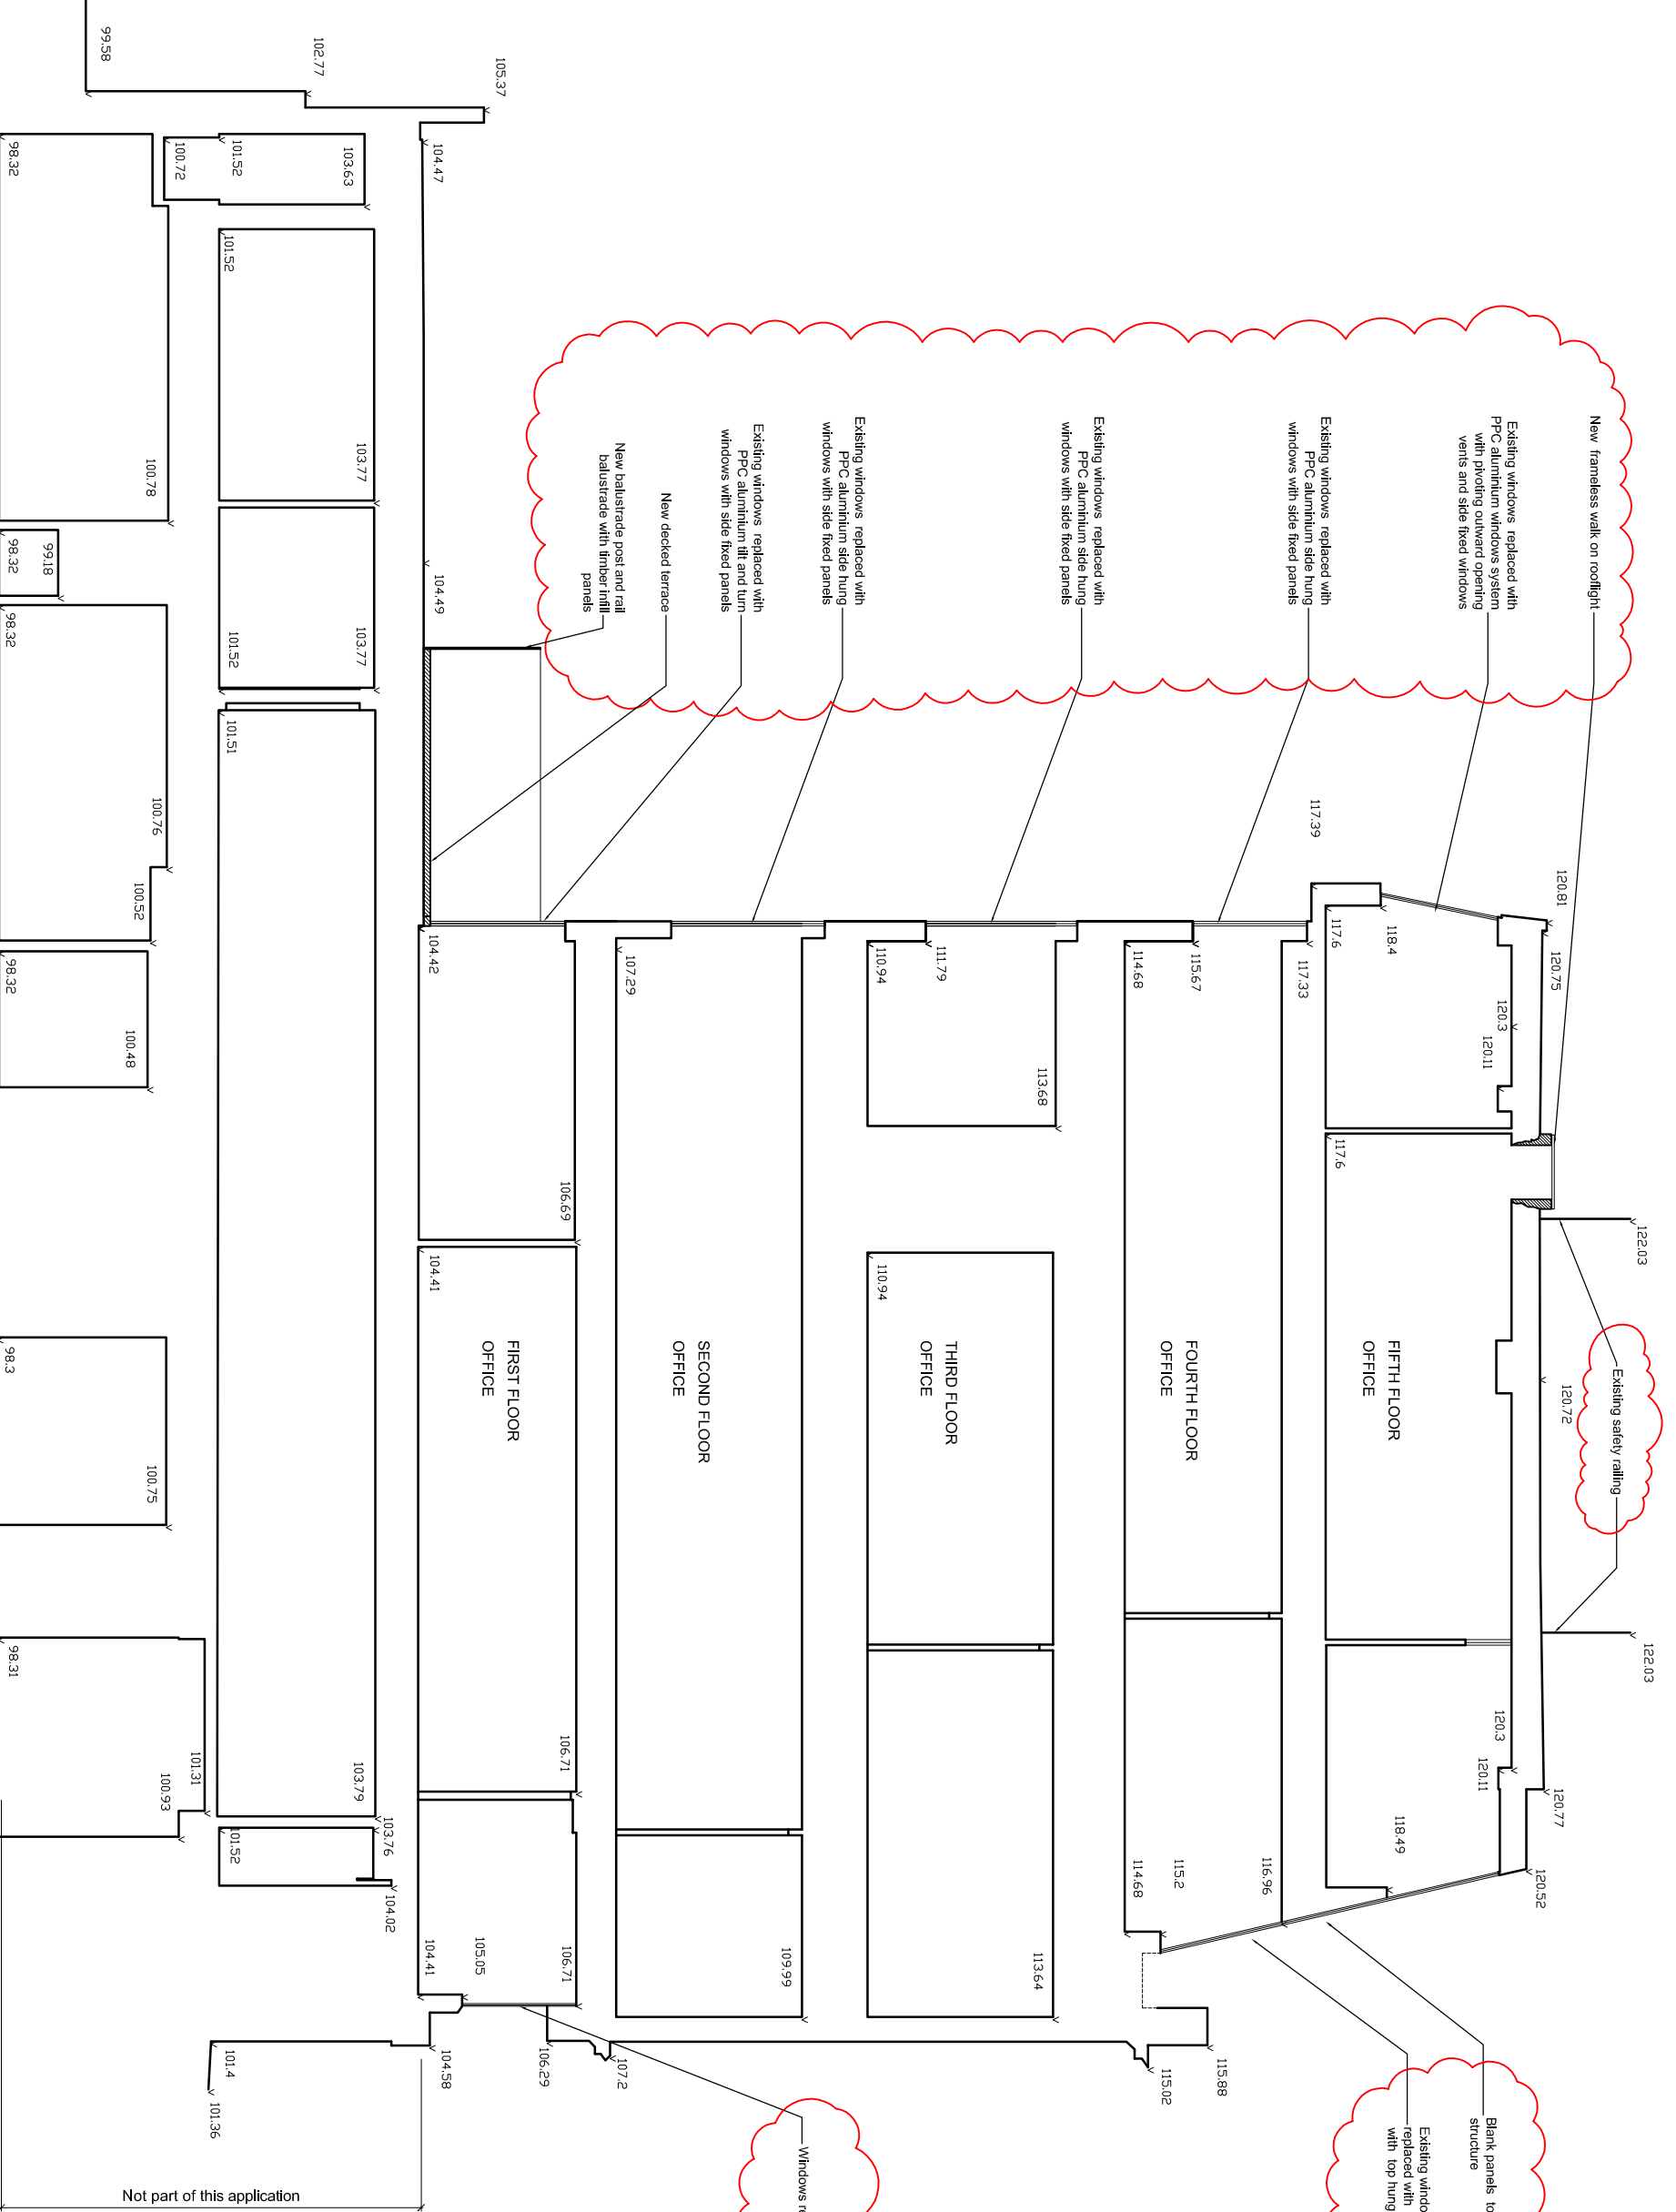 New frameless walk on rooflight
Existing windows replaced with
PPC aluminium windows system
with pivoting outward opening
vents and side fixed windows
Existing windows replaced with
PPC aluminium side hung
windows with side fixed panels
Existing windows replaced with
PPC aluminium side hung
windows with side fixed panels
Existing windows replaced with
PPC aluminium side hung
windows with side fixed panels
Existing windows replaced with
PPC aluminium tilt and turn
windows with side fixed panels
New decked terrace
New balustrade post and rail
balustrade with timber infill
panels
105.37
102.77
99.58
104.47
103.63
101.52
100.72
98.32
101.52
103.77
100.78
104.49
99.18
98.32
103.77
101.52
98.32
101.51
100.76
100.52
98.32
100.48
117.39
120.81
120.75
118.4
117.6
120.3
120.11
117.33
115.67
114.68
111.79
110.94
113.68
107.29
104.42
106.69
117.6
122.03
Existing safety railing
120.72
122.03
FIFTH FLOOR
OFFICE
FOURTH FLOOR
OFFICE
THIRD FLOOR
OFFICE
SECOND FLOOR
OFFICE
FIRST FLOOR
OFFICE
110.94
104.41
98.3
100.75
98.31
101.31
100.93
120.3
120.11
120.77
120.52
118.49
116.96
115.2
114.68
113.64
109.99
106.71
106.71
105.05
104.41
103.79
103.76
101.52
104.02
115.88
115.02
107.2
106.29
104.58
101.4
101.36
Blank panels to
structure
Existing windo
replaced with
with top hung
Windows re
Not part of this application